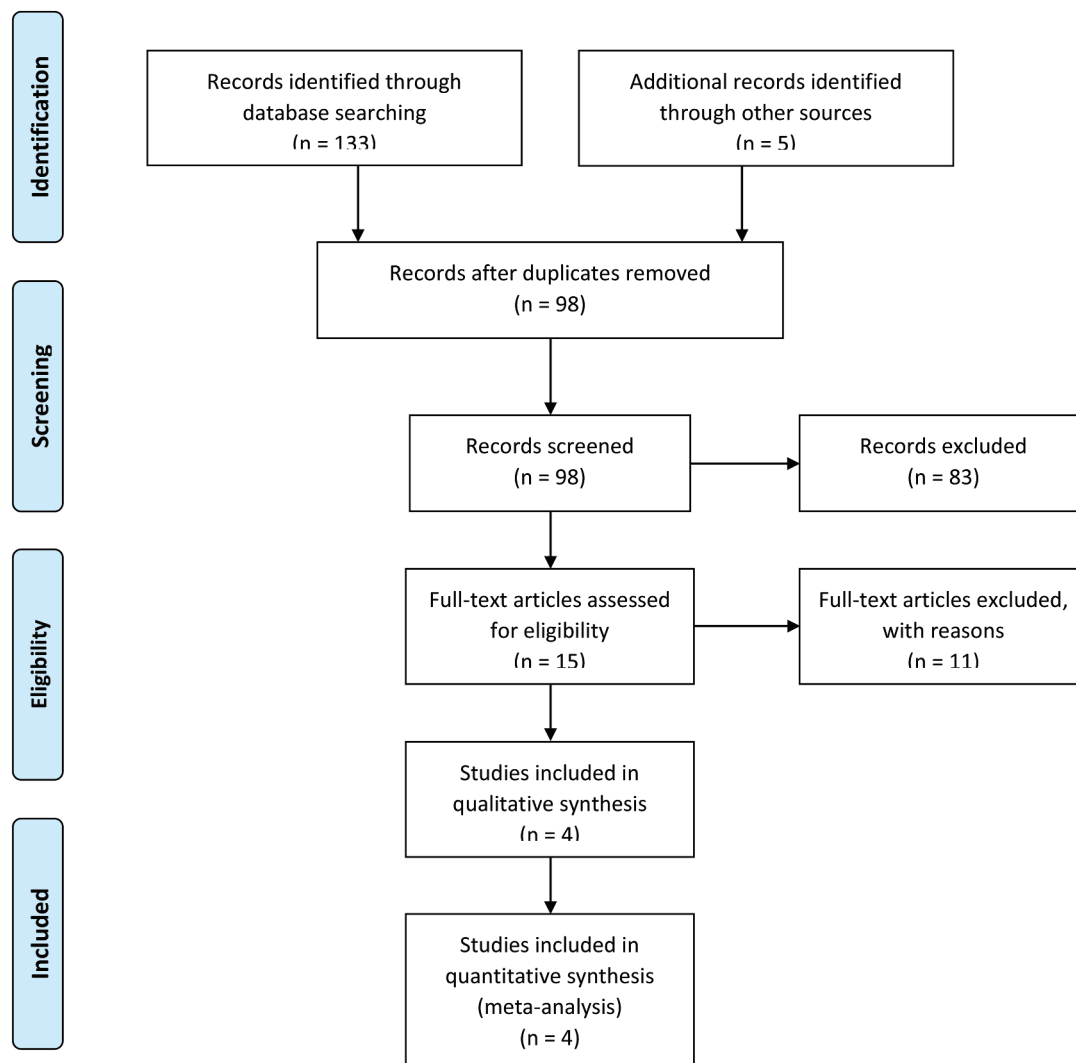 Identification
Records identified through
database searching
(n = 133)
Additional records identified
through other sources
(n = 5)
Records after duplicates removed
(n = 98)
Screening
Records screened
(n = 98)
Records excluded
(n = 83)
Eligibility
Full-text articles assessed
for eligibility
(n = 15)
Full-text articles excluded,
with reasons
(n = 11)
Studies included in
qualitative synthesis
(n = 4)
Included
Studies included in
quantitative synthesis
(meta-analysis)
(n = 4)